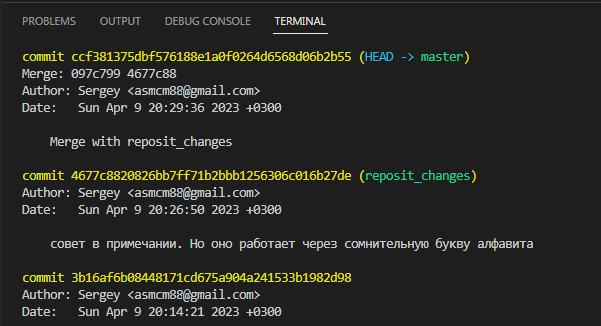 PROBLEMS OUTPUT DEBUG CONSOLE TERMINAL
commit ccf381375dbf576188e1a0f0264d6568d06b2b55 (HEAD -> master)
Merge: 097c799 4677c88
Author: Sergey <asmcm88@gmail.com>
Date:   Sun Apr 9 20:29:36 2023 +0300
Merge with reposit_changes
commit 4677c8820826bb7ff71b2bbb1256306c016b27de (reposit_changes)
Author: Sergey <asmcm88@gmail.com>
Date:   Sun Apr 9 20:26:50 2023 +0300
совет в примечании. Но оно работает через сомнительную букву алфавита
commit 3b16af6b08448171cd675a904a241533b1982d98
Author: Sergey <asmcm88@gmail.com>
Date:   Sun Apr 9 20:14:21 2023 +0300